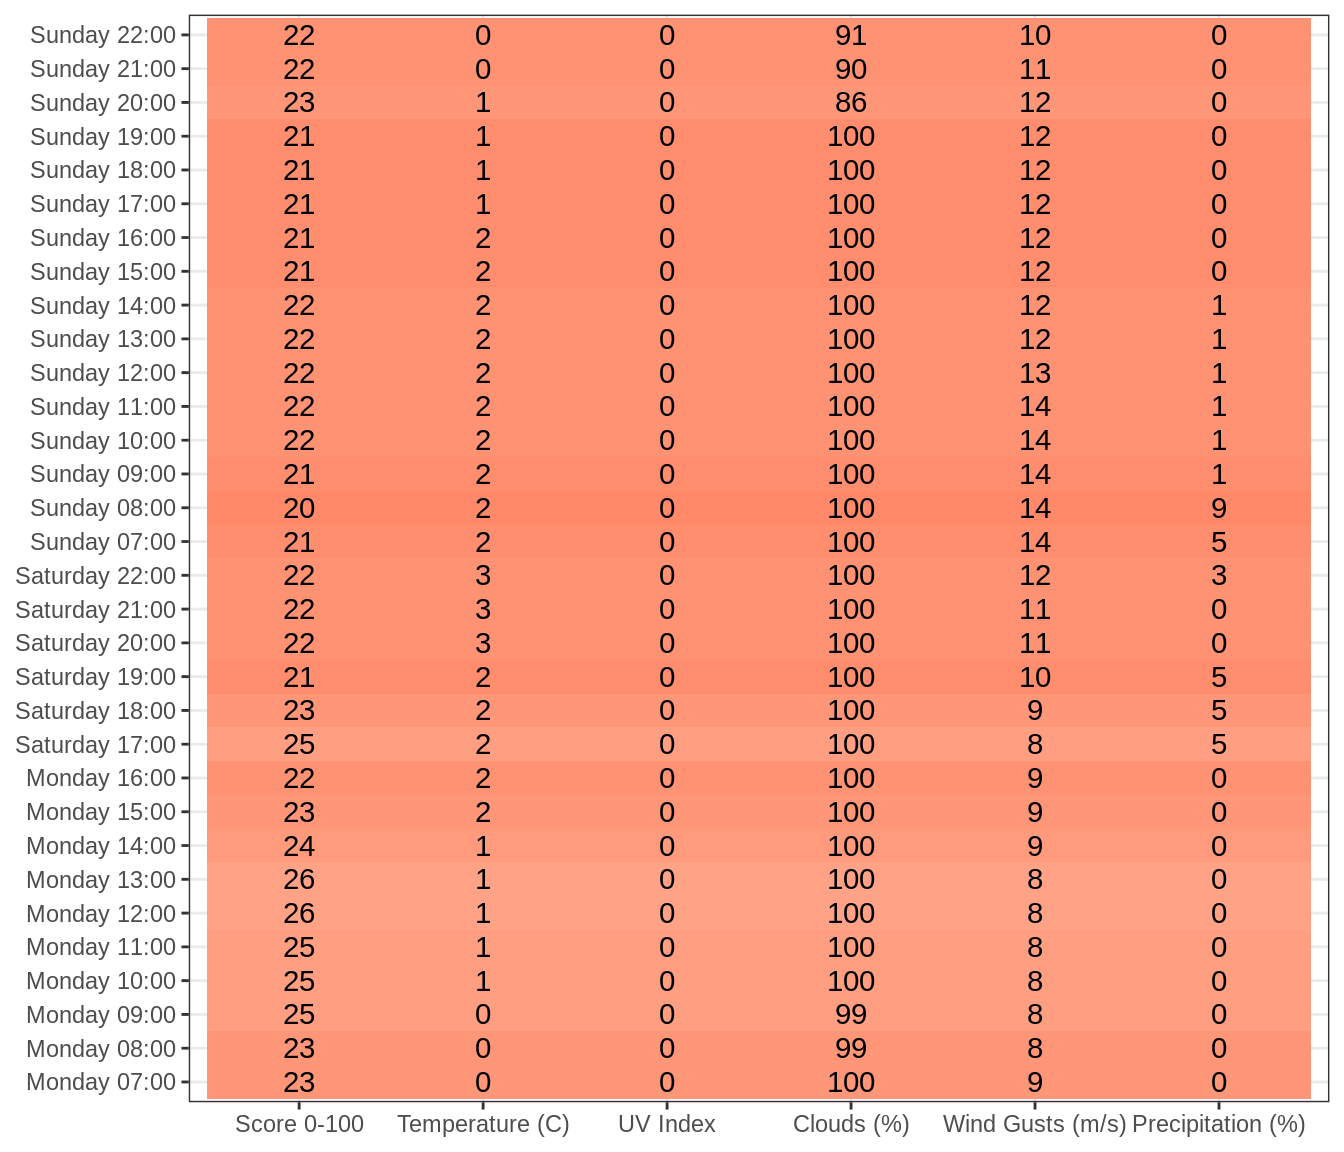 Sunday 22:00 22 0 0 91 10 0
Sunday 21:00 22 0 0 90 11 0
Sunday 20:00 23 1 0 86 12 0
Sunday 19:00 21 1 0 100 12 0
Sunday 18:00 21 1 0 100 12 0
Sunday 17:00 21 1 0 100 12 0
Sunday 16:00 21 2 0 100 12 0
Sunday 15:00 21 2 0 100 12 0
Sunday 14:00 22 2 0 100 12 1
Sunday 13:00 22 2 0 100 12 1
Sunday 12:00 22 2 0 100 13 1
Sunday 11:00 22 2 0 100 14 1
Sunday 10:00 22 2 0 100 14 1
Sunday 09:00 21 2 0 100 14 1
Sunday 08:00 20 2 0 100 14 9
Sunday 07:00 21 2 0 100 14 5
Saturday 22:00 22 3 0 100 12 3
Saturday 21:00 22 3 0 100 11 0
Saturday 20:00 22 3 0 100 11 0
Saturday 19:00 21 2 0 100 10 5
Saturday 18:00 23 2 0 100 9 5
Saturday 17:00 25 2 0 100 8 5
Monday 16:00 22 2 0 100 9 0
Monday 15:00 23 2 0 100 9 0
Monday 14:00 24 1 0 100 9 0
Monday 13:00 26 1 0 100 8 0
Monday 12:00 26 1 0 100 8 0
Monday 11:00 25 1 0 100 8 0
Monday 10:00 25 1 0 100 8 0
Monday 09:00 25 0 0 99 8 0
Monday 08:00 23 0 0 99 8 0
Monday 07:00 23 0 0 100 9 0
Score 0-100 Temperature (C) UV Index Clouds (%) Wind Gusts (m/s) Precipitation (%)